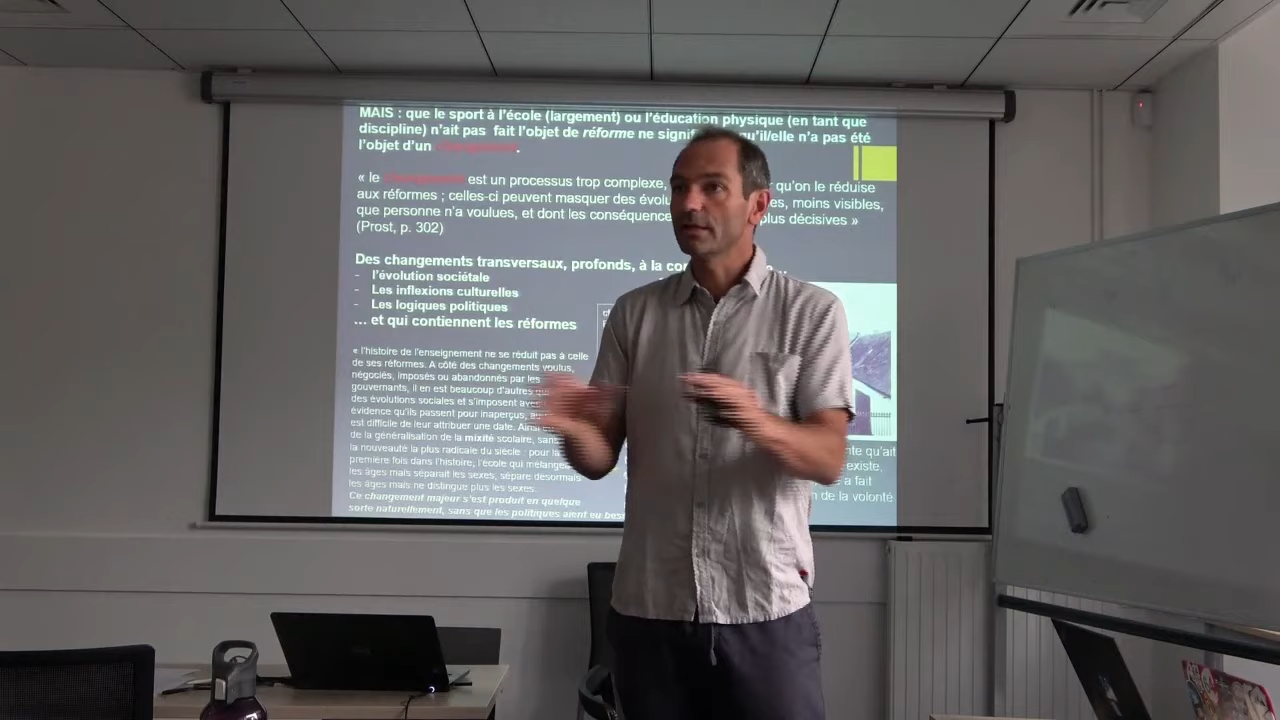 MAIS : que le sport à l'école (largement) ou l'éducation physique (en tant que
discipline) n'ait pas fait l'objet de réforme ne signif qu'il/elle n'a pas été
l'objet d'un changement.
« le changement est un processus trop complexe, r qu'on le réduise
aux réformes ; celles-ci peuvent masquer des évolu es, moins visibles,
que personne n'a voulues, et dont les conséquence plus décisives »
(Prost, p. 302)
Des changements transversaux, profonds, à la co
- l'évolution sociétale
- Les inflexions culturelles
- Les logiques politiques
… et qui contiennent les réformes
« l'histoire de l'enseignement ne se réduit pas à celle
de ses réformes. A côté des changements voulus,
négociés, imposés ou abandonnés par les
gouvernants, il en est beaucoup d'autres
des évolutions sociales et s'imposent ave
évidence qu'ils passent pour inaperçus,
est difficile de leur attribuer une date. Ainsi
de la généralisation de la mixité scolaire, sans
la nouveauté la plus radicale du siècle : pour la
première fois dans l'histoire, l'école qui mélangea
les âges mais séparait les sexes, sépare désormais
les âges mais ne distingue plus les sexes.
Ce changement majeur s'est produit en quelque
sorte naturellement, sans que les politiques aient eu bes
nte qu'ait
existe,
a fait
n de la volonté